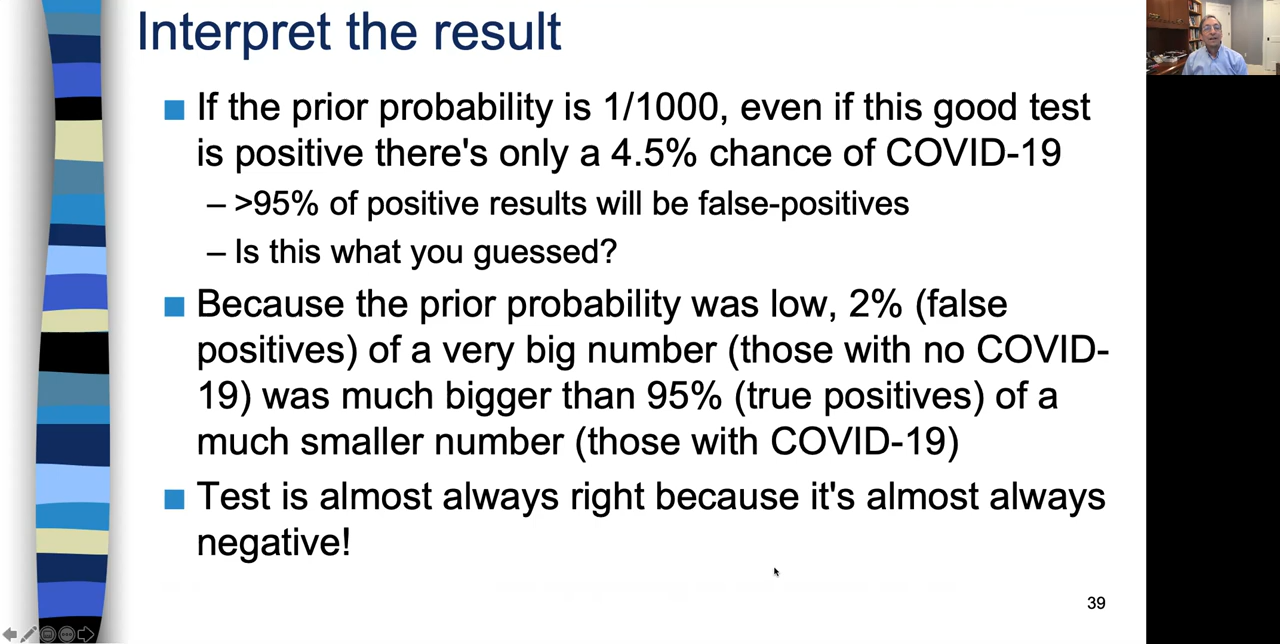 Interpret the result
■ If the prior probability is 1/1000, even if this good test
is positive there's only a 4.5% chance of COVID-19
– >95% of positive results will be false-positives
– Is this what you guessed?
■ Because the prior probability was low, 2% (false
positives) of a very big number (those with no COVID-
19) was much bigger than 95% (true positives) of a
much smaller number (those with COVID-19)
■ Test is almost always right because it's almost always
negative!
39